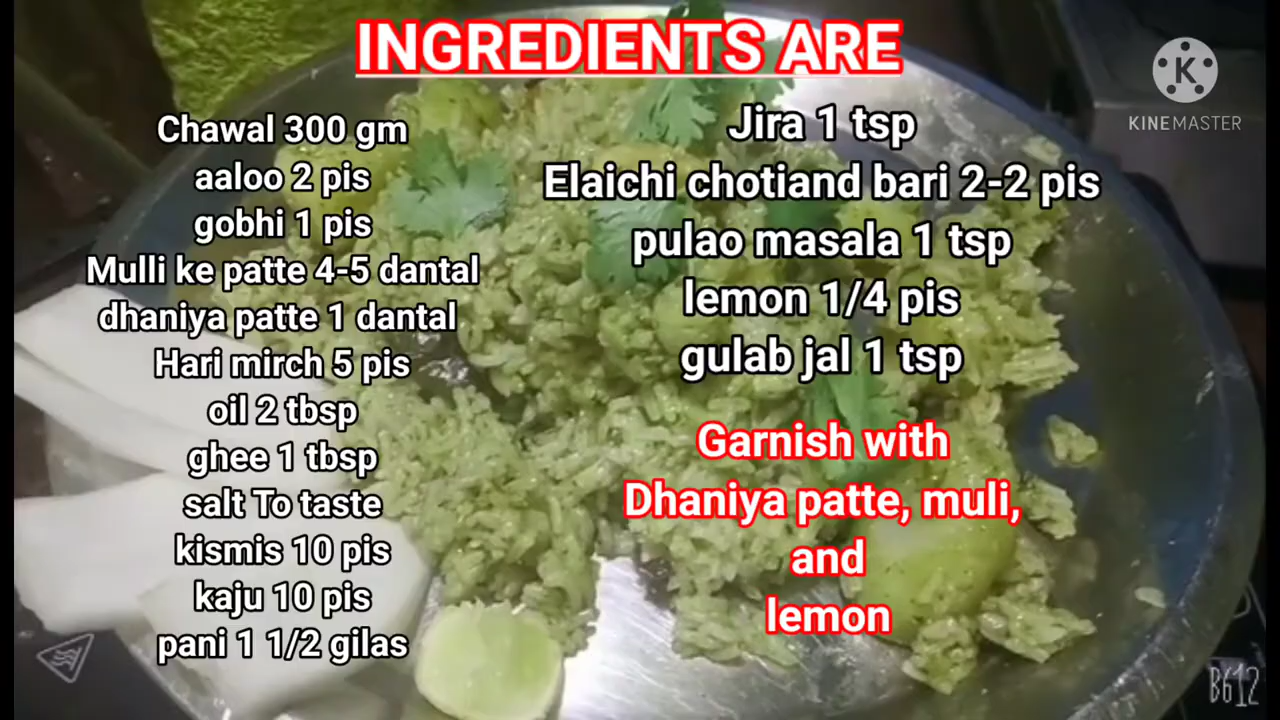 INGREDIENTS ARE
Chawal 300 gm
aaloo 2 pis
gobhi 1 pis
Mulli ke patte 4-5 dantal
dhaniya patte 1 dantal
Hari mirch 5 pis
oil 2 tbsp
ghee 1 tbsp
salt To taste
kismis 10 pis
kaju 10 pis
pani 1 1/2 gilas
Jira 1 tsp
Elaichi chotiand bari 2-2 pis
pulao masala 1 tsp
lemon 1/4 pis
gulab jal 1 tsp
Garnish with
Dhaniya patte, muli,
and
lemon
K
KINEMASTER
B612